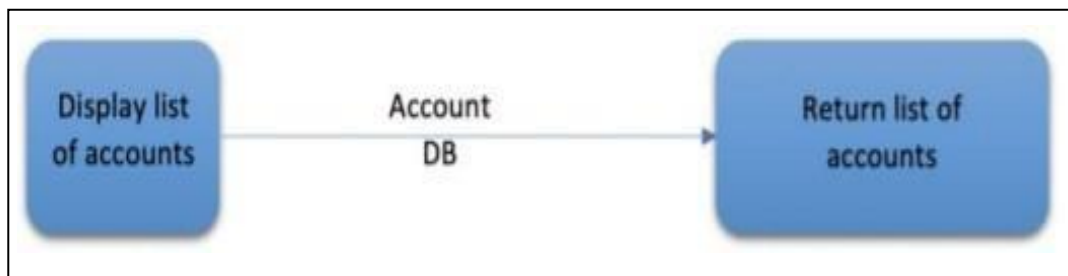 Display list
of accounts
Account
DB
Return list of
accounts